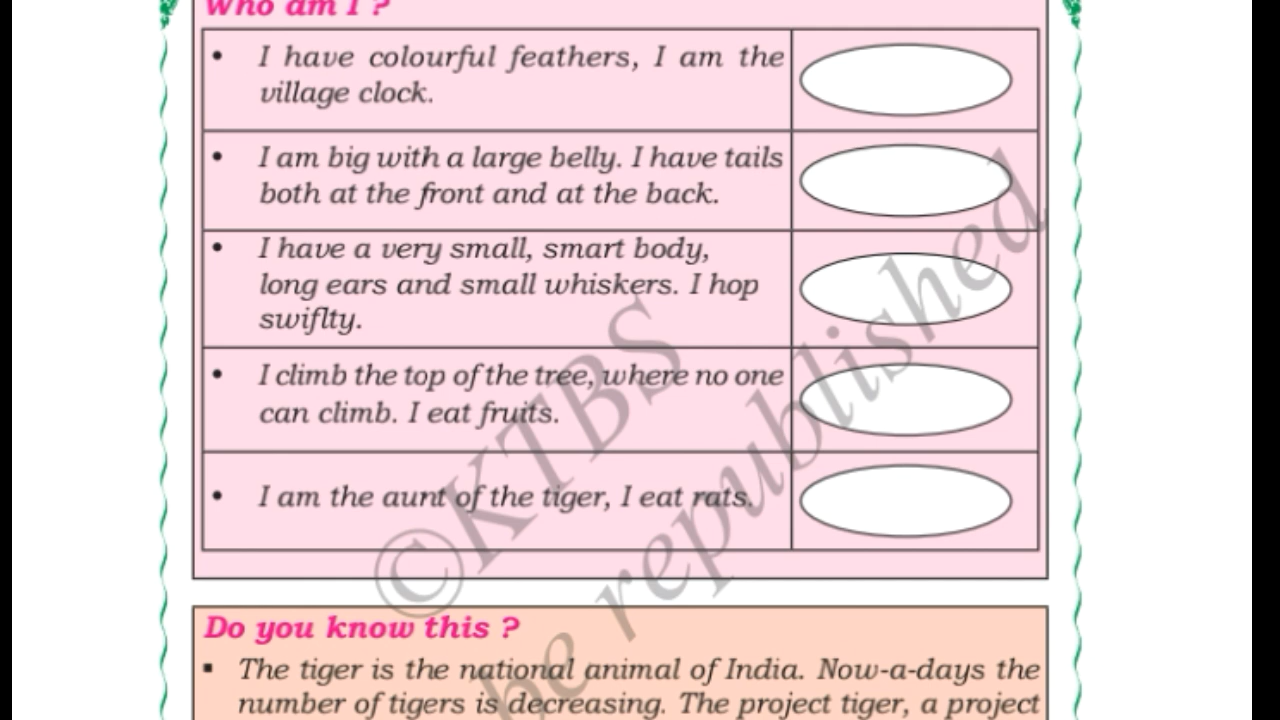 Who am I ?
• I have colourful feathers, I am the
village clock.
• I am big with a large belly. I have tails
both at the front and at the back.
• I have a very small, smart body,
long ears and small whiskers. I hop
swiflty.
• I climb the top of the tree, where no one
can climb. I eat fruits.
• I am the aunt of the tiger, I eat rats.
©KTBS
be republished
Do you know this ?
▪ The tiger is the national animal of India. Now-a-days the
number of tigers is decreasing. The project tiger, a project